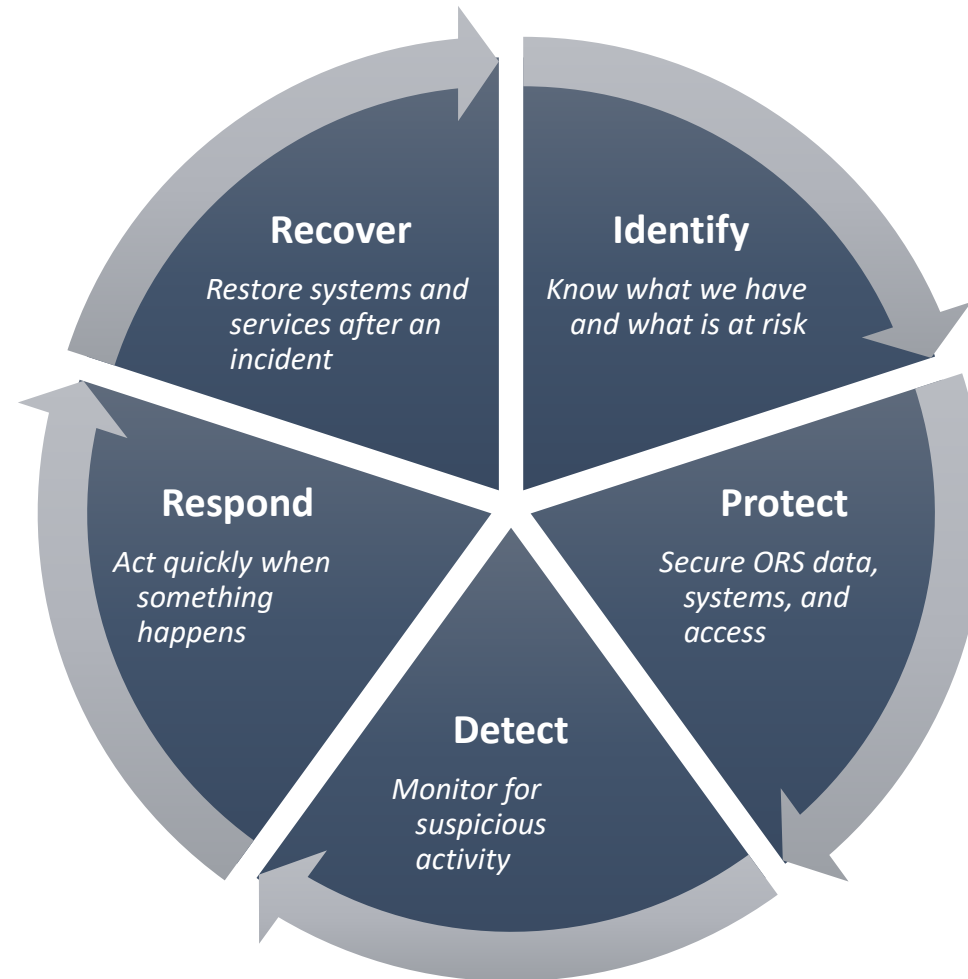 Recover
Restore systems and
services after an
incident
Identify
Know what we have
and what is at risk
Protect
Secure ORS data,
systems, and
access
Detect
Monitor for
suspicious
activity
Respond
Act quickly when
something
happens